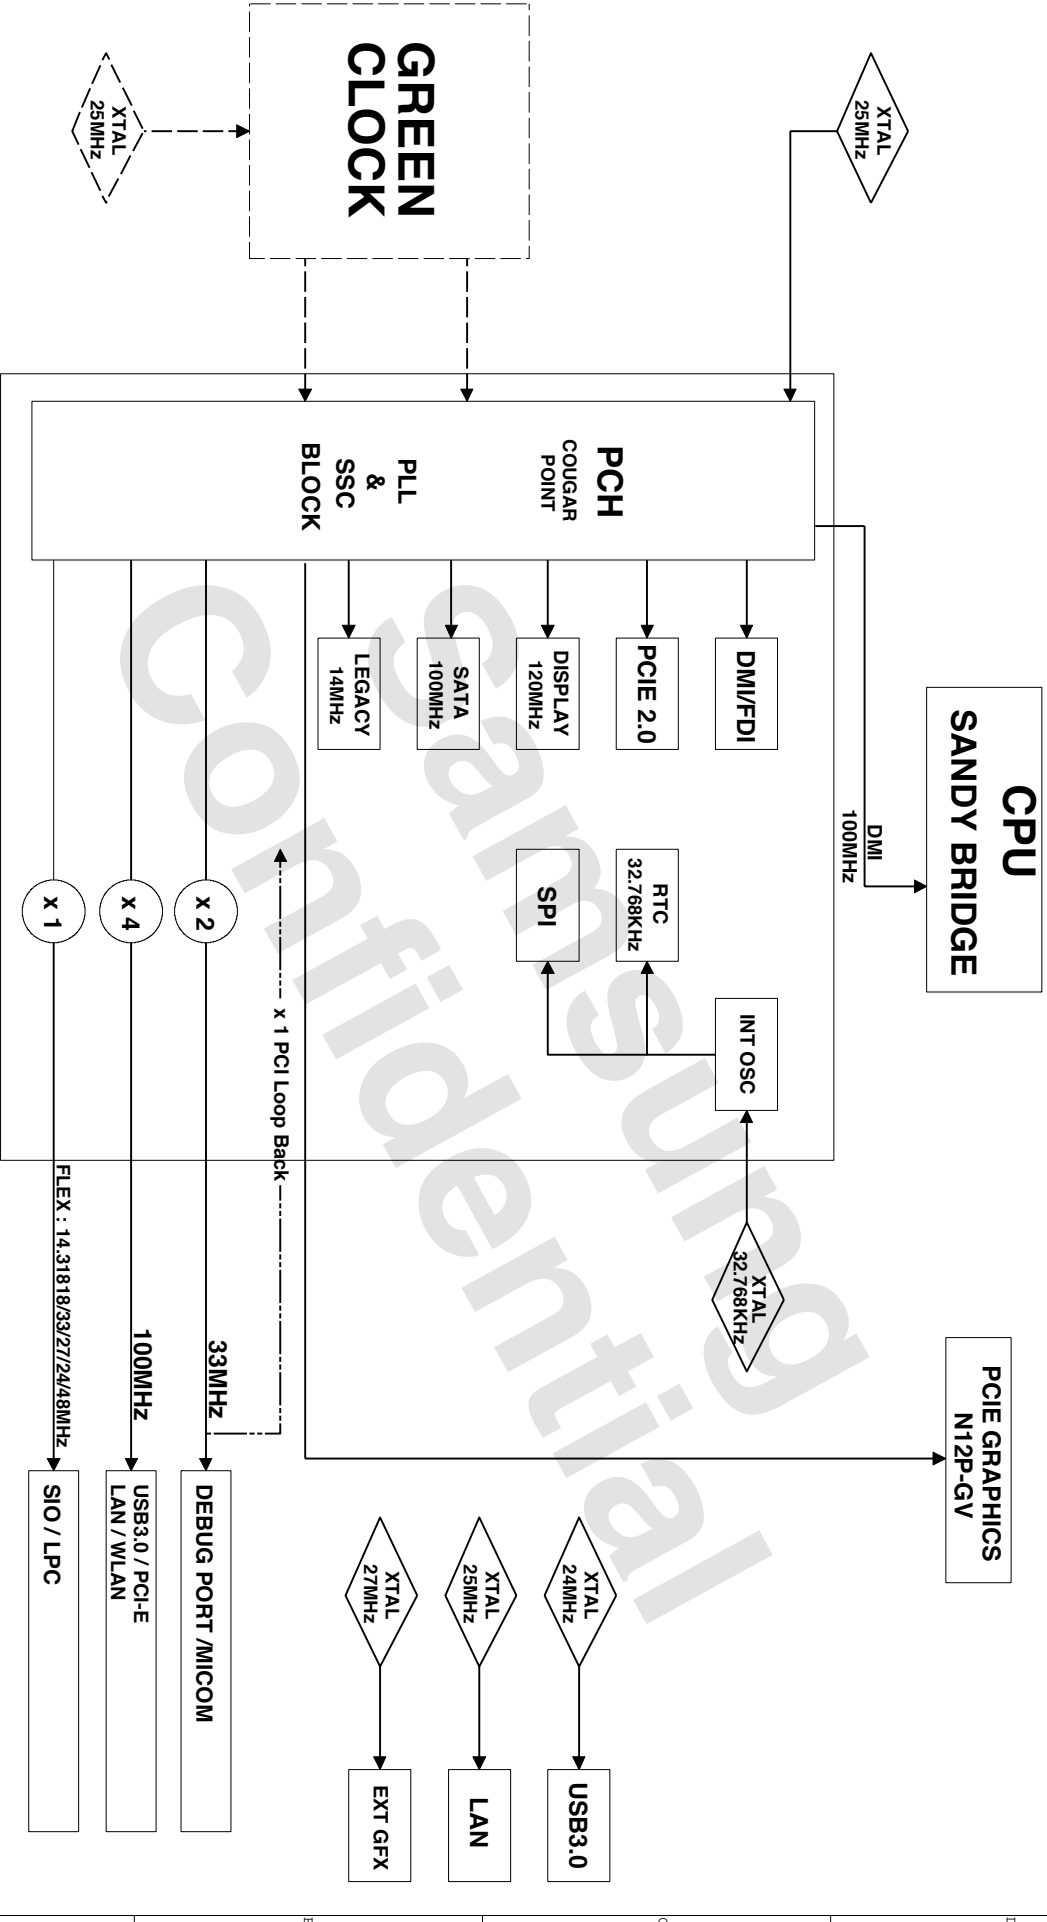 CPU
SANDY BRIDGE
PCIE GRAPHICS
N12P-GV
XTAL
25MHz
DMI
100MHz
GREEN
CLOCK
XTAL
25MHz
PCH
COUGAR
POINT
PLL
&
SSC
BLOCK
DMI/FDI
PCIE 2.0
DISPLAY
120MHz
SATA
100MHz
LEGACY
14MHz
INT OSC
RTC
32.768KHz
SPI
XTAL
32.768KHz
XTAL
24MHz
USB3.0
XTAL
25MHz
LAN
XTAL
27MHz
EXT GFX
x 1 PCI Loop Back
x 2
33MHz
DEBUG PORT /MICOM
x 4
100MHz
USB3.0 / PCI-E
LAN / WLAN
x 1
FLEX : 14.31818/33/27/24/48MHz
SIO / LPC
Samsung
Confidential